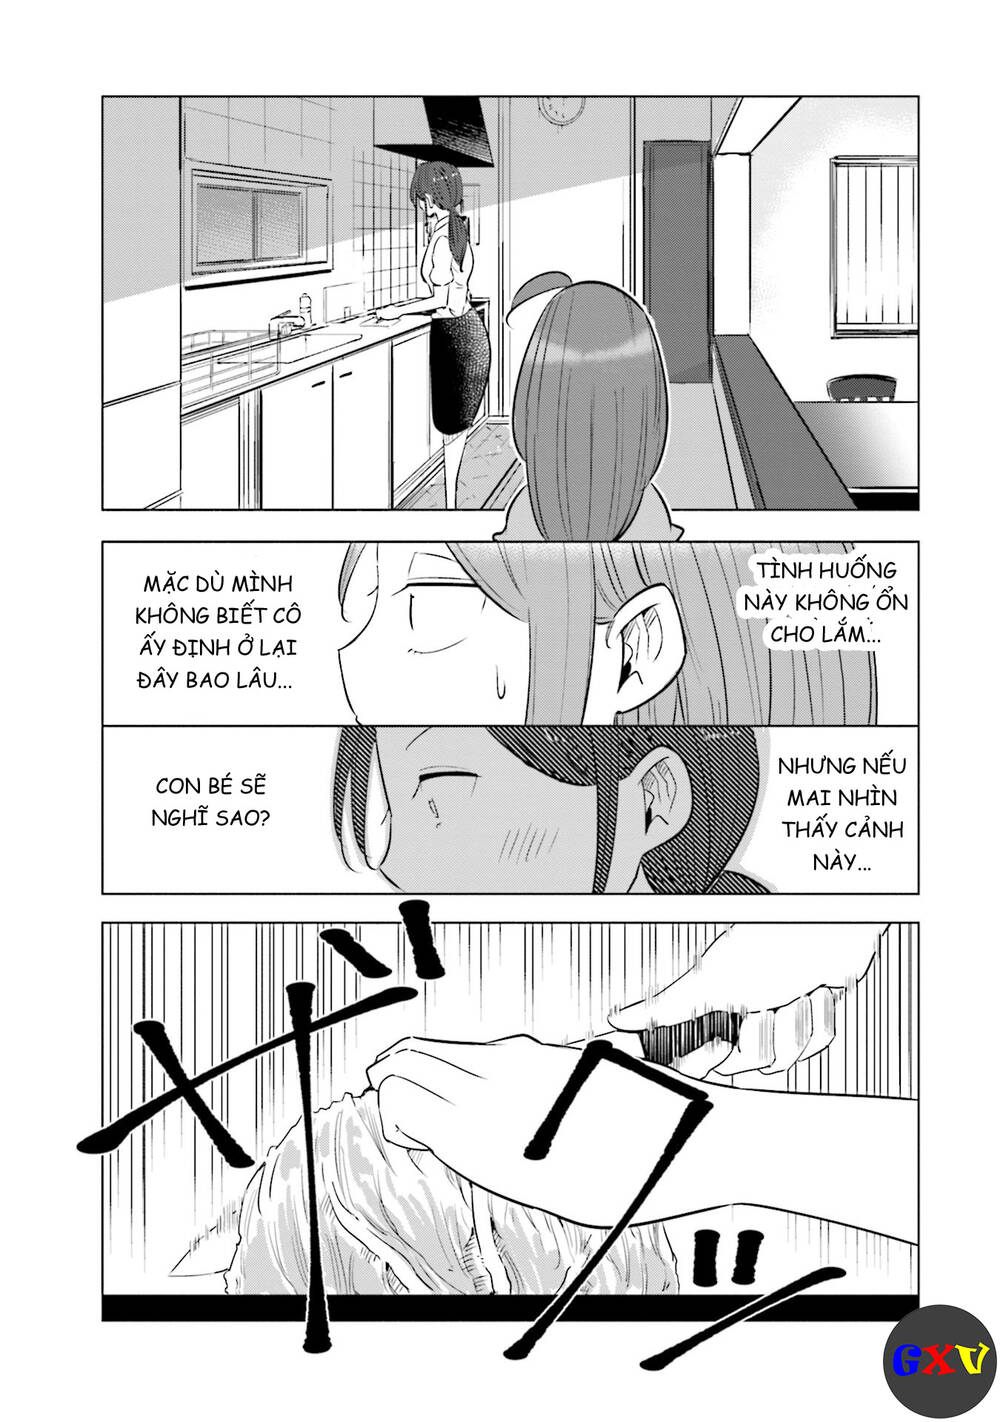 TÌNH HUỐNG
NÀY KHÔNG ỔN
CHO LẮM...
MẶC DÙ MÌNH
KHÔNG BIẾT CÔ
ẤY ĐỊNH Ở LẠI
ĐÂY BAO LÂU...
NHƯNG NẾU
MAI NHÌN
THẤY CẢNH
NÀY...
CON BÉ SẼ
NGHĨ SAO?
ザクッ
GXV